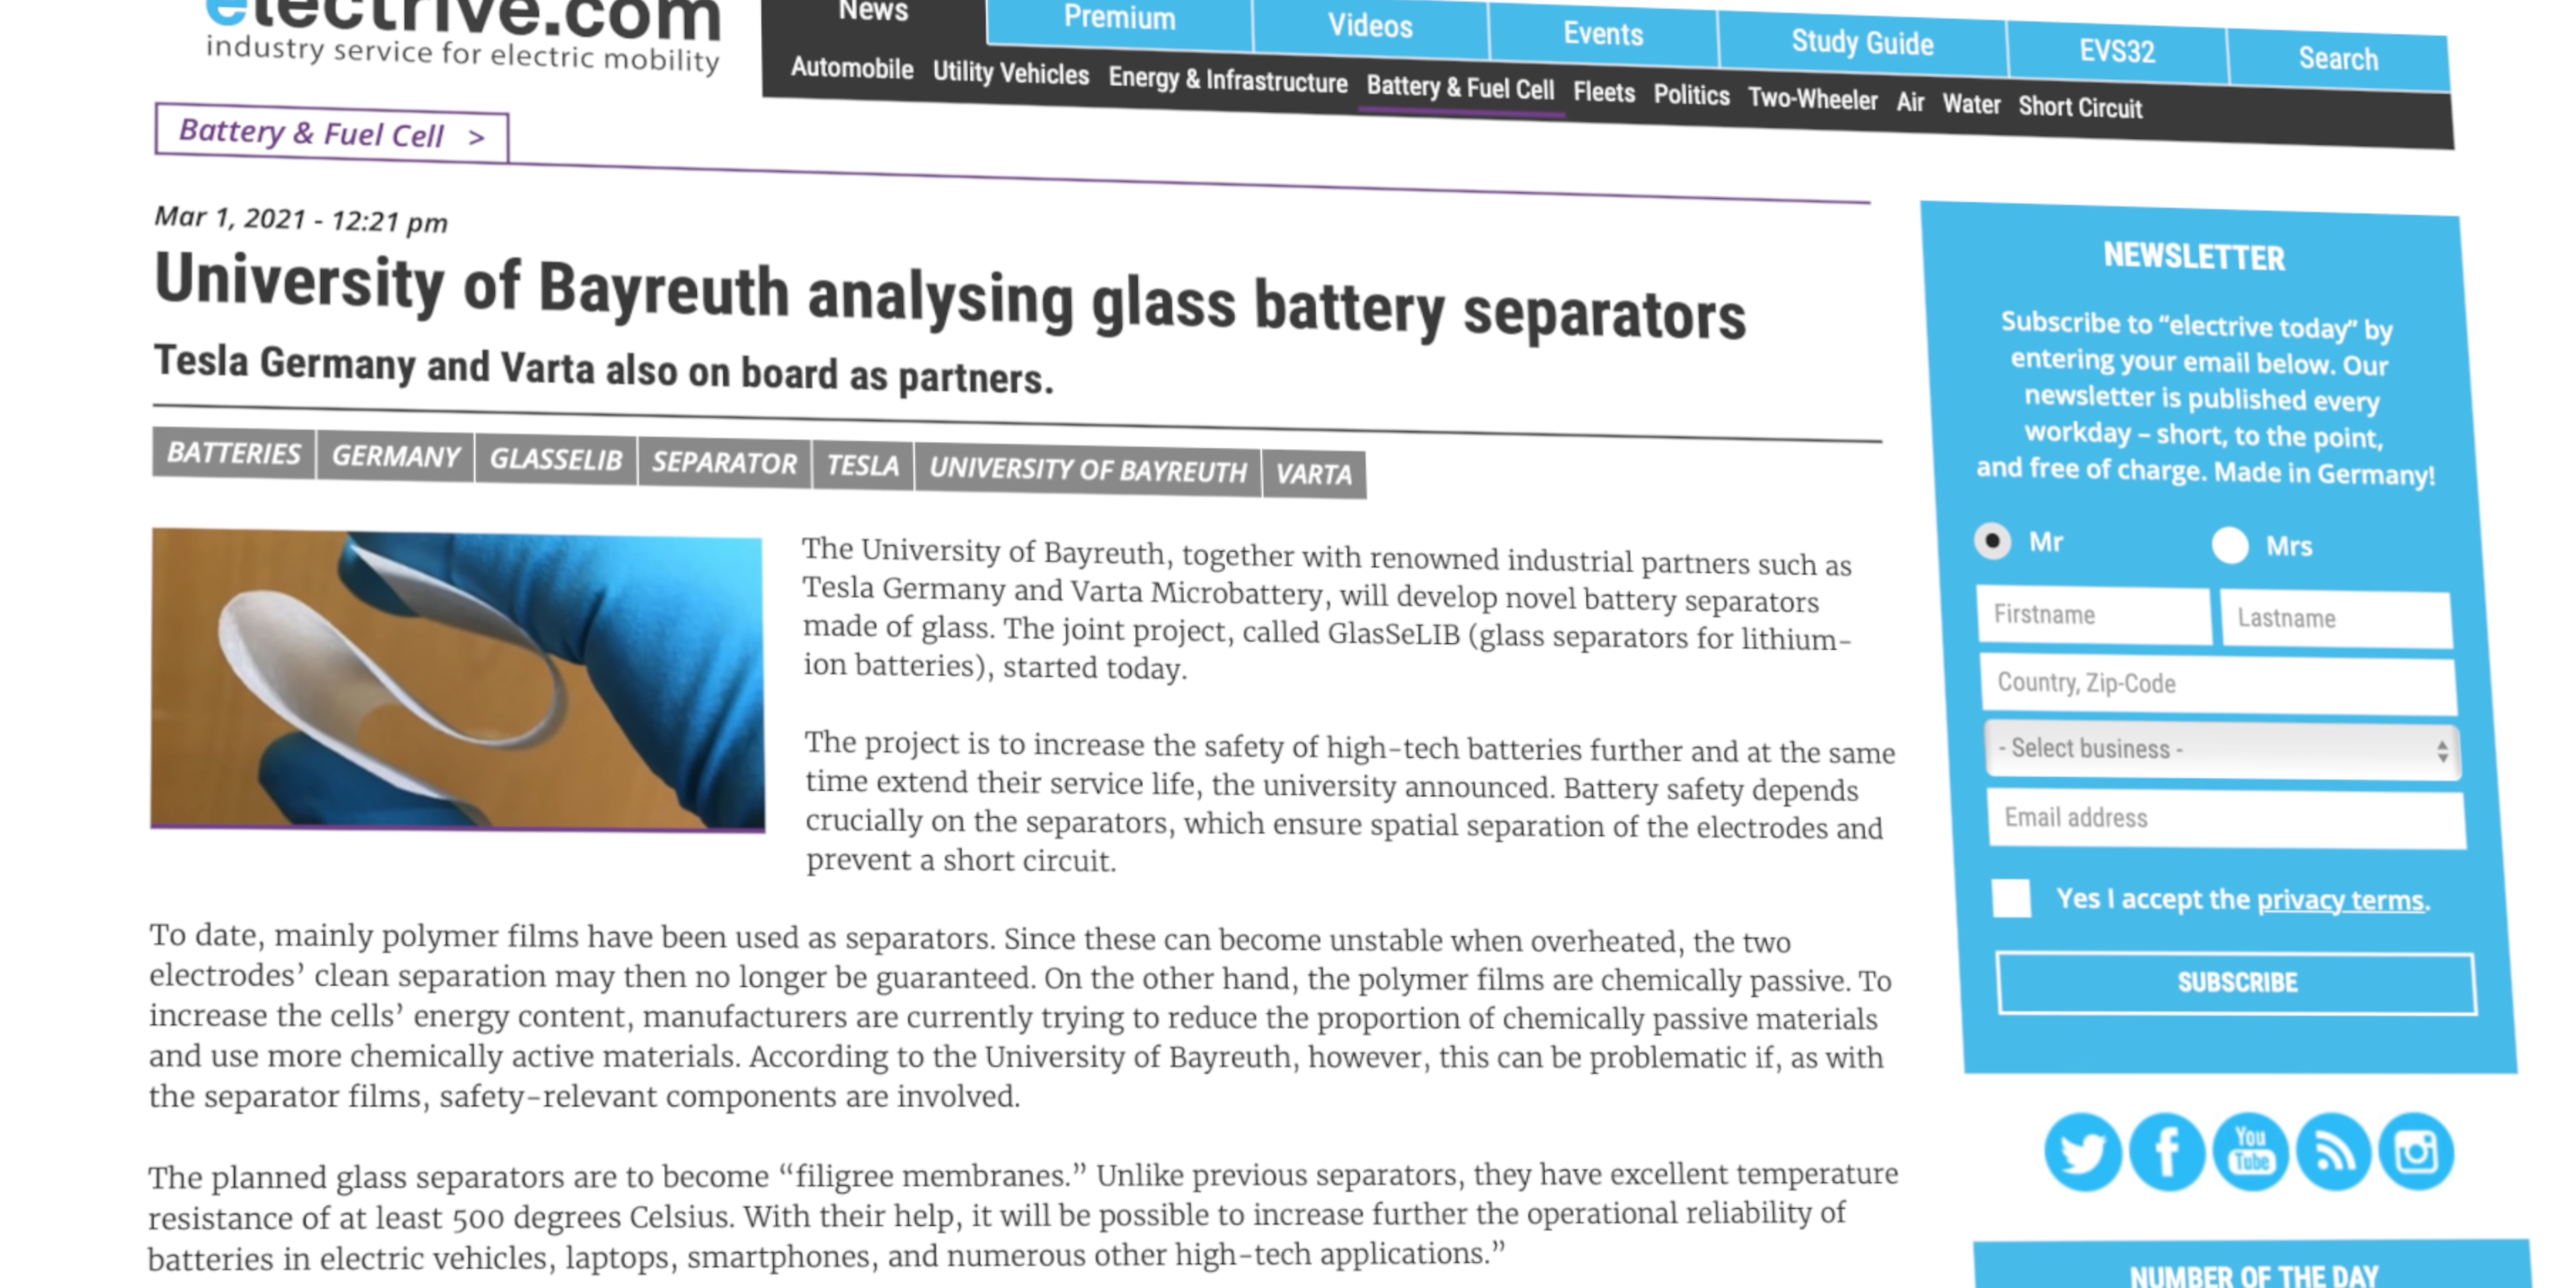 electrive.com
industry service for electric mobility
News
Premium
Videos
Events
Study Guide
EVS32
Search
Automobile Utility Vehicles Energy & Infrastructure Battery & Fuel Cell Fleets Politics Two-Wheeler Air Water Short Circuit
Battery & Fuel Cell >
Mar 1, 2021 - 12:21 pm
University of Bayreuth analysing glass battery separators
Tesla Germany and Varta also on board as partners.
BATTERIES GERMANY GLASSELIB SEPARATOR TESLA UNIVERSITY OF BAYREUTH VARTA
The University of Bayreuth, together with renowned industrial partners such as
Tesla Germany and Varta Microbattery, will develop novel battery separators
made of glass. The joint project, called GlasSeLIB (glass separators for lithium-
ion batteries), started today.
The project is to increase the safety of high-tech batteries further and at the same
time extend their service life, the university announced. Battery safety depends
crucially on the separators, which ensure spatial separation of the electrodes and
prevent a short circuit.
To date, mainly polymer films have been used as separators. Since these can become unstable when overheated, the two
electrodes’ clean separation may then no longer be guaranteed. On the other hand, the polymer films are chemically passive. To
increase the cells’ energy content, manufacturers are currently trying to reduce the proportion of chemically passive materials
and use more chemically active materials. According to the University of Bayreuth, however, this can be problematic if, as with
the separator films, safety-relevant components are involved.
The planned glass separators are to become “filigree membranes.” Unlike previous separators, they have excellent temperature
resistance of at least 500 degrees Celsius. With their help, it will be possible to increase further the operational reliability of
batteries in electric vehicles, laptops, smartphones, and numerous other high-tech applications.”
NEWSLETTER
Subscribe to “electrive today” by
entering your email below. Our
newsletter is published every
workday – short, to the point,
and free of charge. Made in Germany!
Mr
Mrs
Firstname
Lastname
Country, Zip-Code
- Select business -
Email address
Yes I accept the privacy terms.
SUBSCRIBE
You
Tube
NUMBER OF THE DAY